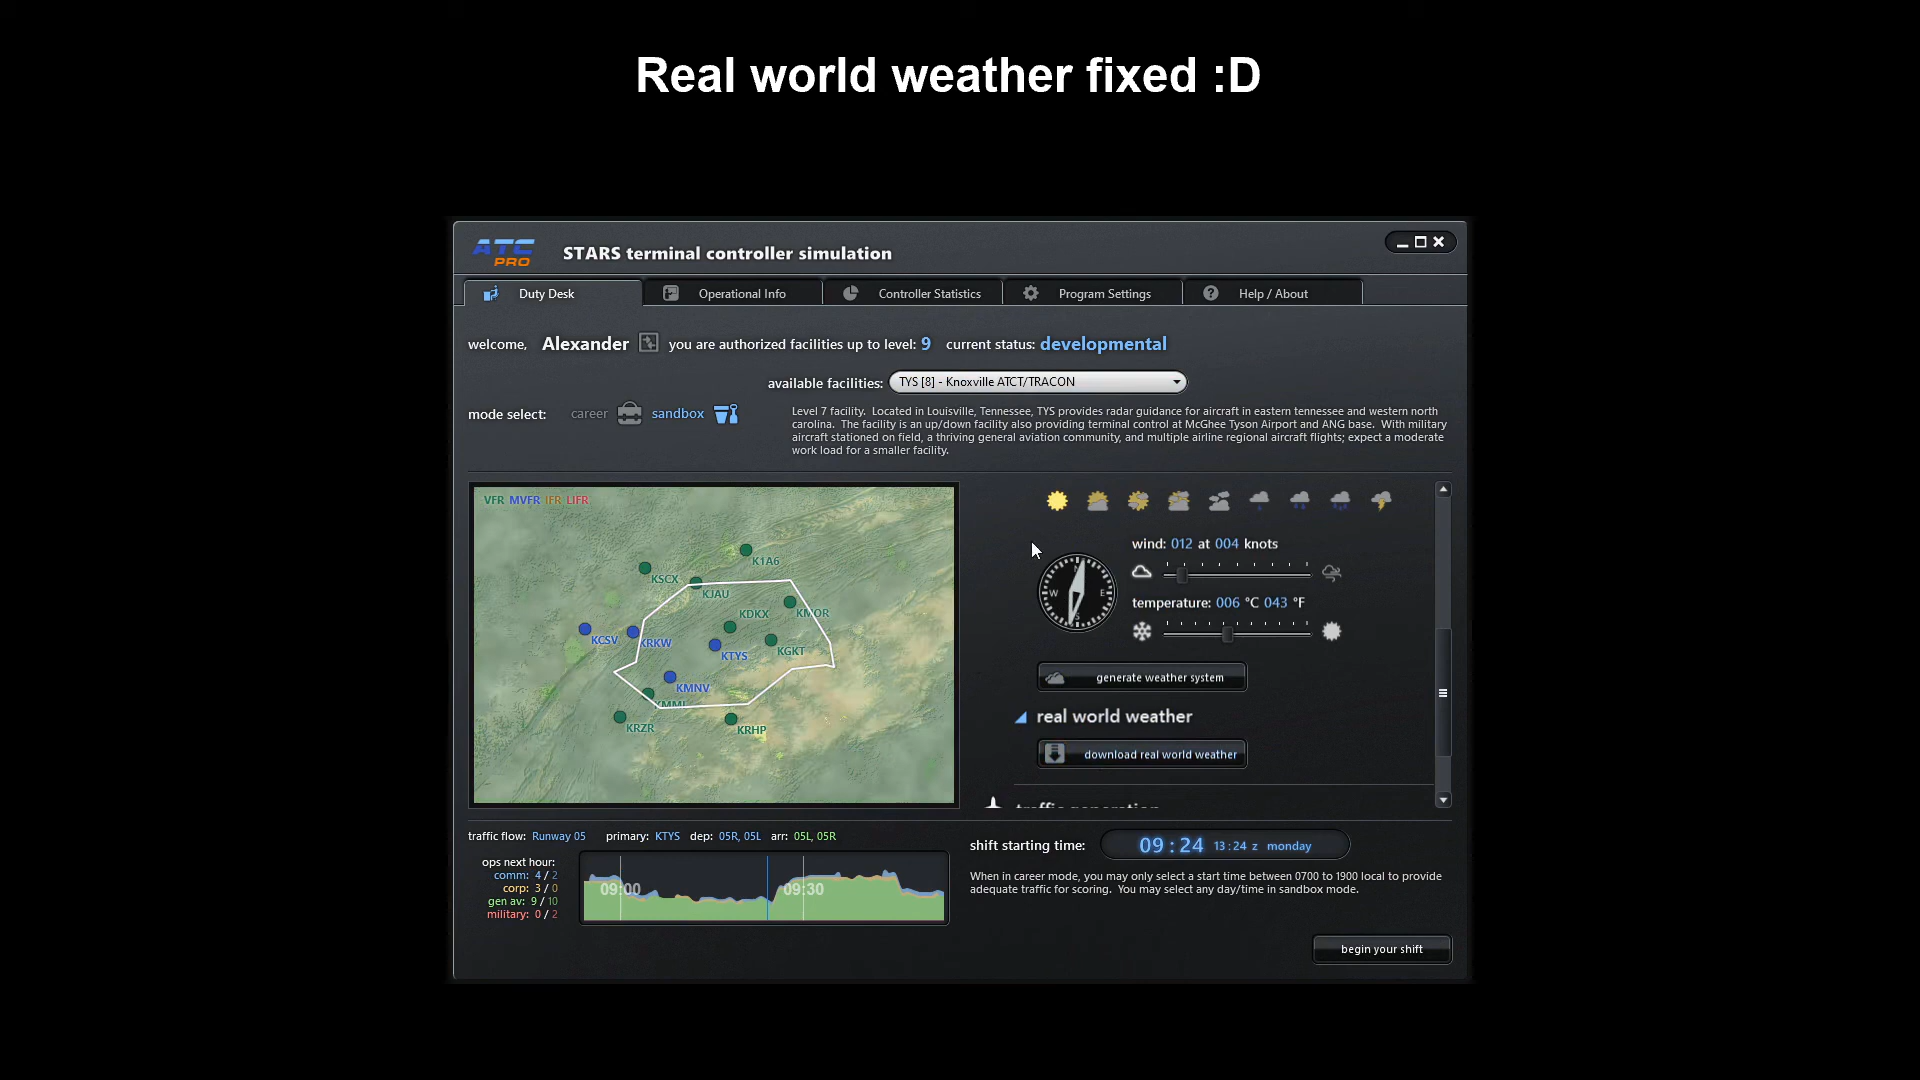 Real world weather fixed :D
ATC PRO
STARS terminal controller simulation
Duty Desk
Operational Info
Controller Statistics
Program Settings
Help / About
welcome, Alexander you are authorized facilities up to level: 9 current status: developmental
available facilities: TYS [8] - Knoxville ATCT/TRACON
mode select: career sandbox
Level 7 facility. Located in Louisville, Tennessee, TYS provides radar guidance for aircraft in eastern tennessee and western north
carolina. The facility is an up/down facility also providing terminal control at McGhee Tyson Airport and ANG base. With military
aircraft stationed on field, a thriving general aviation community, and multiple airline regional aircraft flights; expect a moderate
work load for a smaller facility.
VFR MVFR IFR LIFR
K1A6
KSCX
KJAU
KDKX
KMOR
KCSV
KRKW
KTYS
KGKT
KMNV
KMMI
KRZR
KRHP
N
W
E
S
wind: 012 at 004 knots
temperature: 006 °C 043 °F
generate weather system
real world weather
download real world weather
traffic generation
traffic flow: Runway 05 primary: KTYS dep: 05R, 05L arr: 05L, 05R
ops next hour:
comm: 4 / 2
corp: 3 / 0
gen av: 9 / 10
military: 0 / 2
09:00
09:30
shift starting time: 09:24 13:24 z monday
When in career mode, you may only select a start time between 0700 to 1900 local to provide
adequate traffic for scoring. You may select any day/time in sandbox mode.
begin your shift